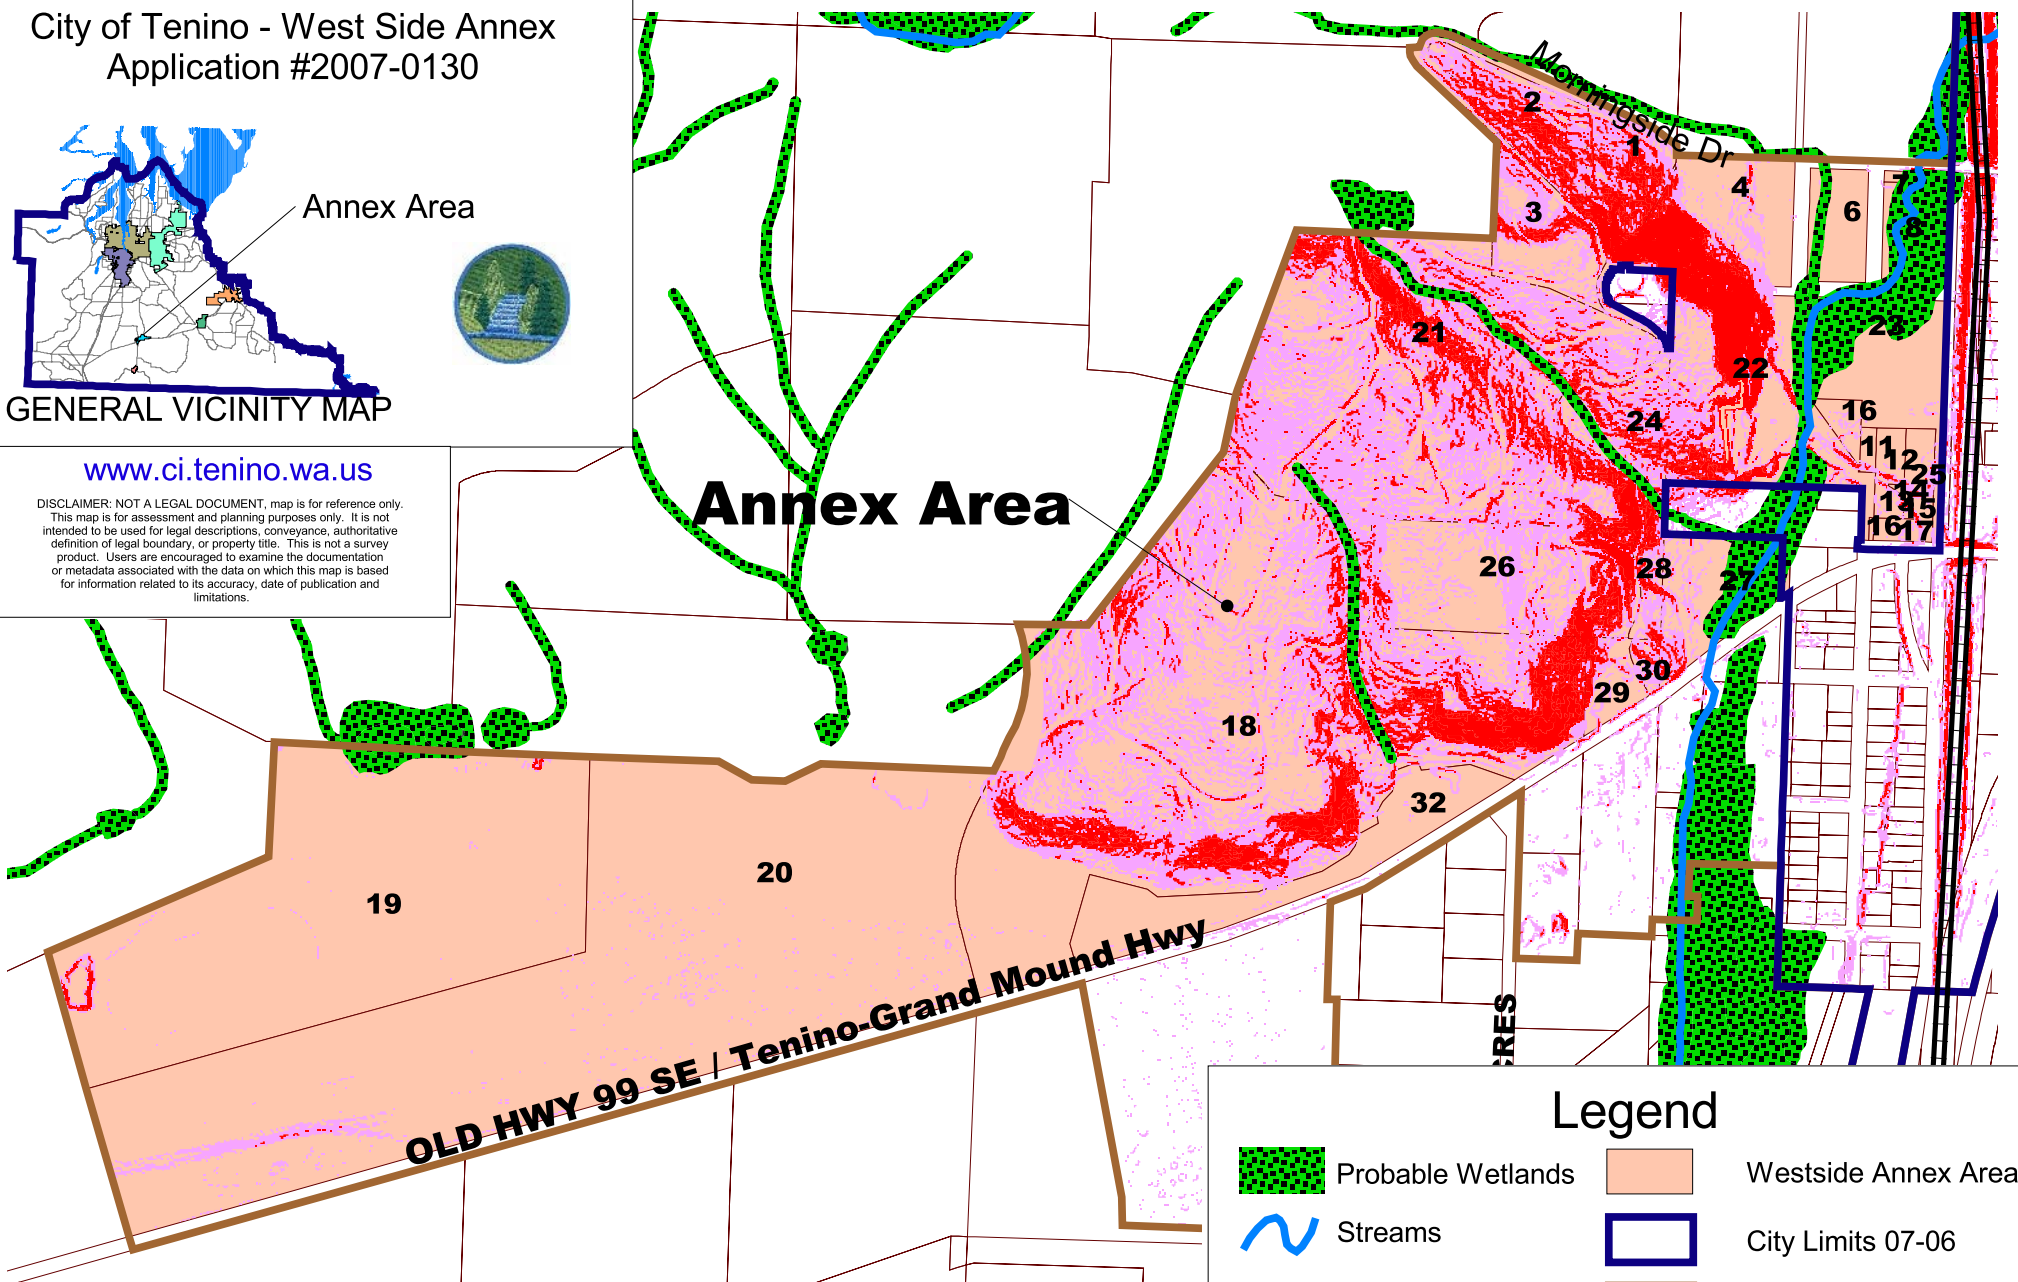 City of Tenino - West Side Annex
Application #2007-0130
Annex Area
GENERAL VICINITY MAP
www.ci.tenino.wa.us
DISCLAIMER: NOT A LEGAL DOCUMENT, map is for reference only.
This map is for assessment and planning purposes only. It is not
intended to be used for legal descriptions, conveyance, authoritative
definition of legal boundary, or property title. This is not a survey
product. Users are encouraged to examine the documentation
or metadata associated with the data on which this map is based
for information related to its accuracy, date of publication and
limitations.
Annex Area
Morningside Dr
2
1
3
4
6
7
8
21
22
23
24
16
11
12
25
14
13
15
16
17
26
28
27
30
29
18
32
19
20
OLD HWY 99 SE / Tenino-Grand Mound Hwy
CRES
Legend
Probable Wetlands
Westside Annex Area
Streams
City Limits 07-06